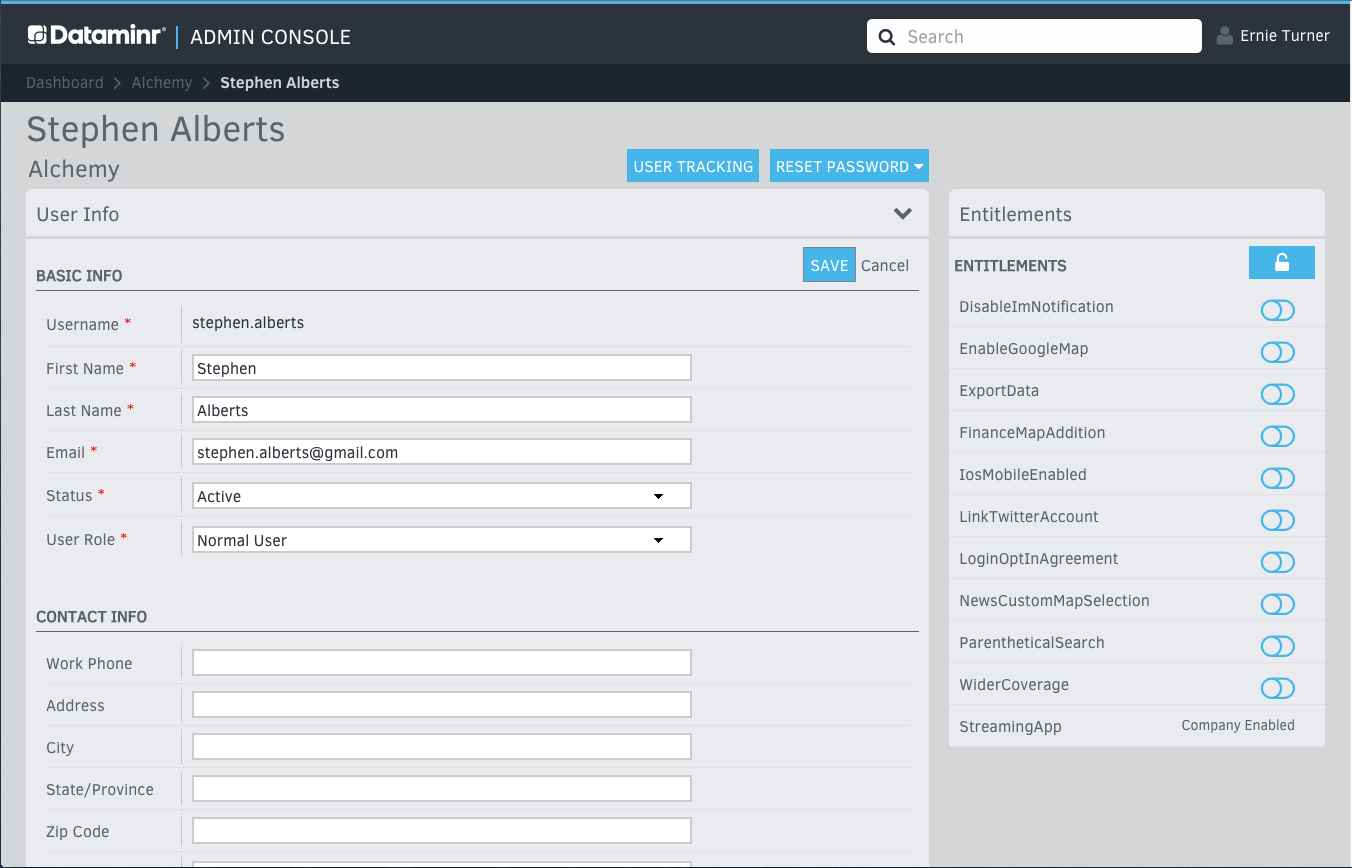 Dataminr® | ADMIN CONSOLE
Search
Ernie Turner
Dashboard > Alchemy > Stephen Alberts
Stephen Alberts
Alchemy
USER TRACKING
RESET PASSWORD
User Info
BASIC INFO
SAVE Cancel
Username * stephen.alberts
First Name * Stephen
Last Name * Alberts
Email * stephen.alberts@gmail.com
Status * Active
User Role * Normal User
CONTACT INFO
Work Phone
Address
City
State/Province
Zip Code
Entitlements
ENTITLEMENTS
DisableImNotification
EnableGoogleMap
ExportData
FinanceMapAddition
IosMobileEnabled
LinkTwitterAccount
LoginOptInAgreement
NewsCustomMapSelection
ParentheticalSearch
WiderCoverage
StreamingApp Company Enabled